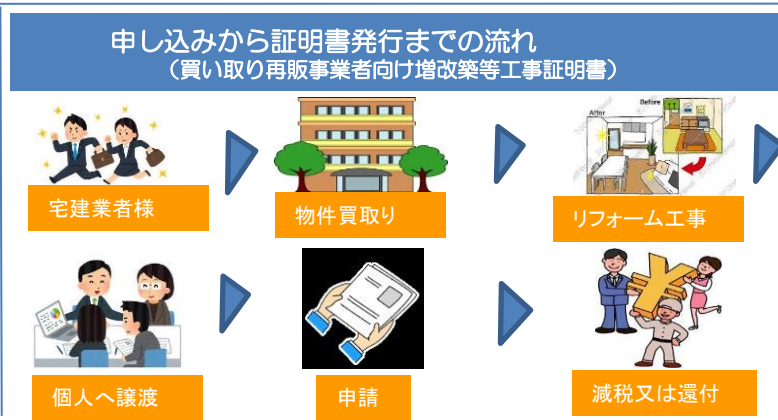 申し込みから証明書発行までの流れ
(買い取り再販事業者向け増改築等工事証明書)
宅建業者様
物件買取り
Before
After
リフォーム工事
個人へ譲渡
申請
減税又は還付